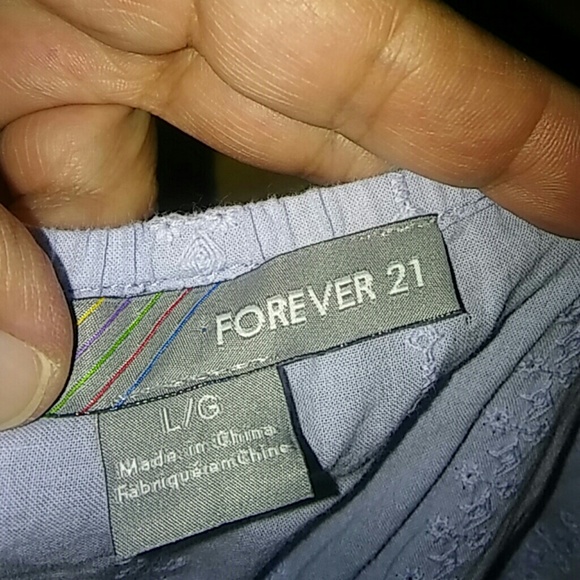 FOREVER 21
L/G
Made in China
Fabriqué en Chine